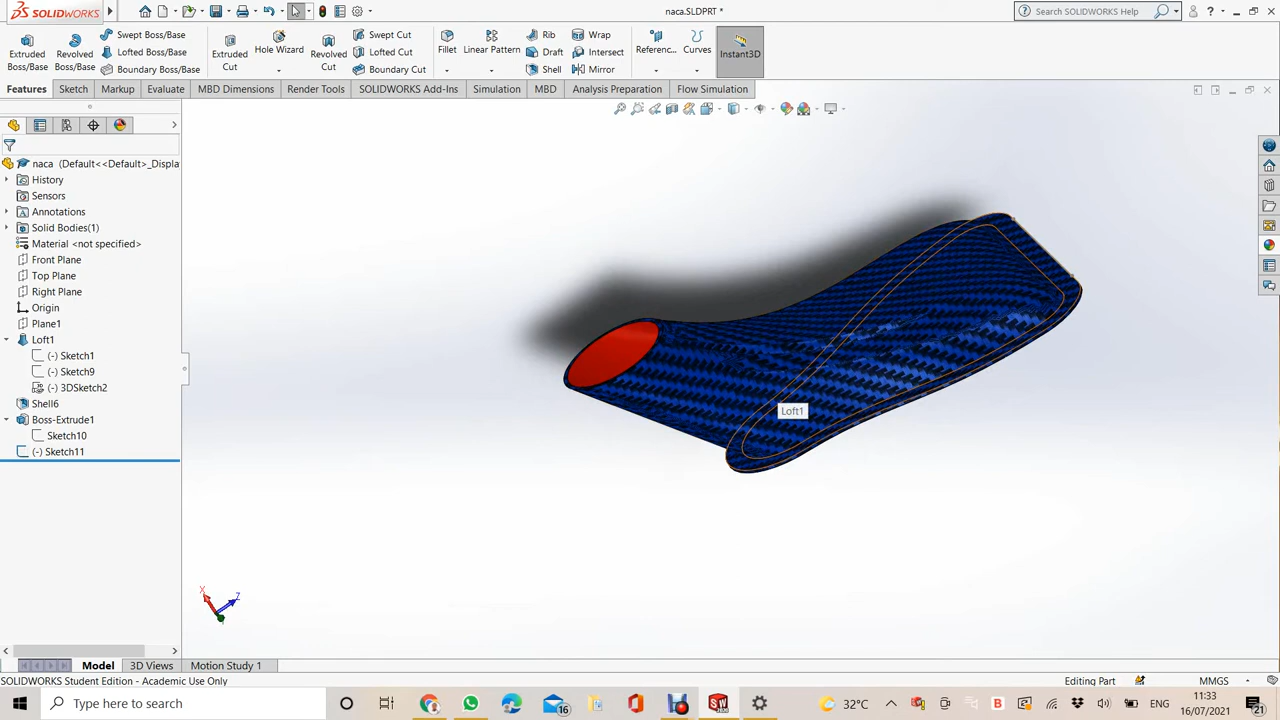 SOLIDWORKS
naca.SLDPRT *
Search SOLIDWORKS Help
Extruded Boss/Base
Revolved Boss/Base
Swept Boss/Base
Lofted Boss/Base
Boundary Boss/Base
Extruded Cut
Hole Wizard
Revolved Cut
Swept Cut
Lofted Cut
Boundary Cut
Fillet
Linear Pattern
Rib
Draft
Shell
Wrap
Intersect
Mirror
Referenc...
Curves
Instant3D
Features
Sketch
Markup
Evaluate
MBD Dimensions
Render Tools
SOLIDWORKS Add-Ins
Simulation
MBD
Analysis Preparation
Flow Simulation
naca (Default<<Default>_Displa
History
Sensors
Annotations
Solid Bodies(1)
Material <not specified>
Front Plane
Top Plane
Right Plane
Origin
Plane1
Loft1
(-) Sketch1
(-) Sketch9
(-) 3DSketch2
Shell6
Boss-Extrude1
Sketch10
(-) Sketch11
Loft1
X
Z
Model
3D Views
Motion Study 1
SOLIDWORKS Student Edition - Academic Use Only
Editing Part
MMGS
Type here to search
16
32°C
ENG
11:33
16/07/2021
21